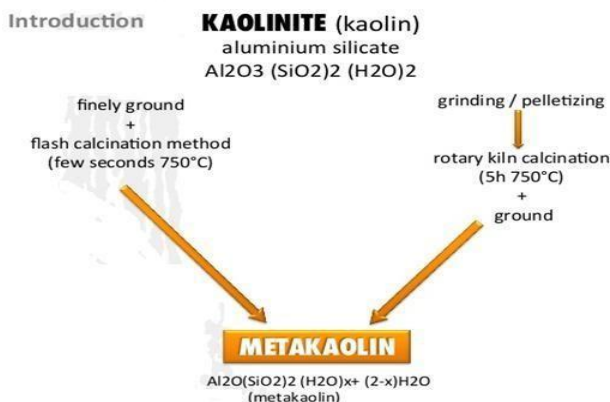 Introduction
KAOLINITE (kaolin)
aluminium silicate
Al2O3 (SiO2)2 (H2O)2
finely ground
+
flash calcination method
(few seconds 750°C)
grinding / pelletizing
rotary kiln calcination
(5h 750°C)
+
ground
METAKAOLIN
Al2O(SiO2)2 (H2O)x+ (2-x)H2O
(metakaolin)